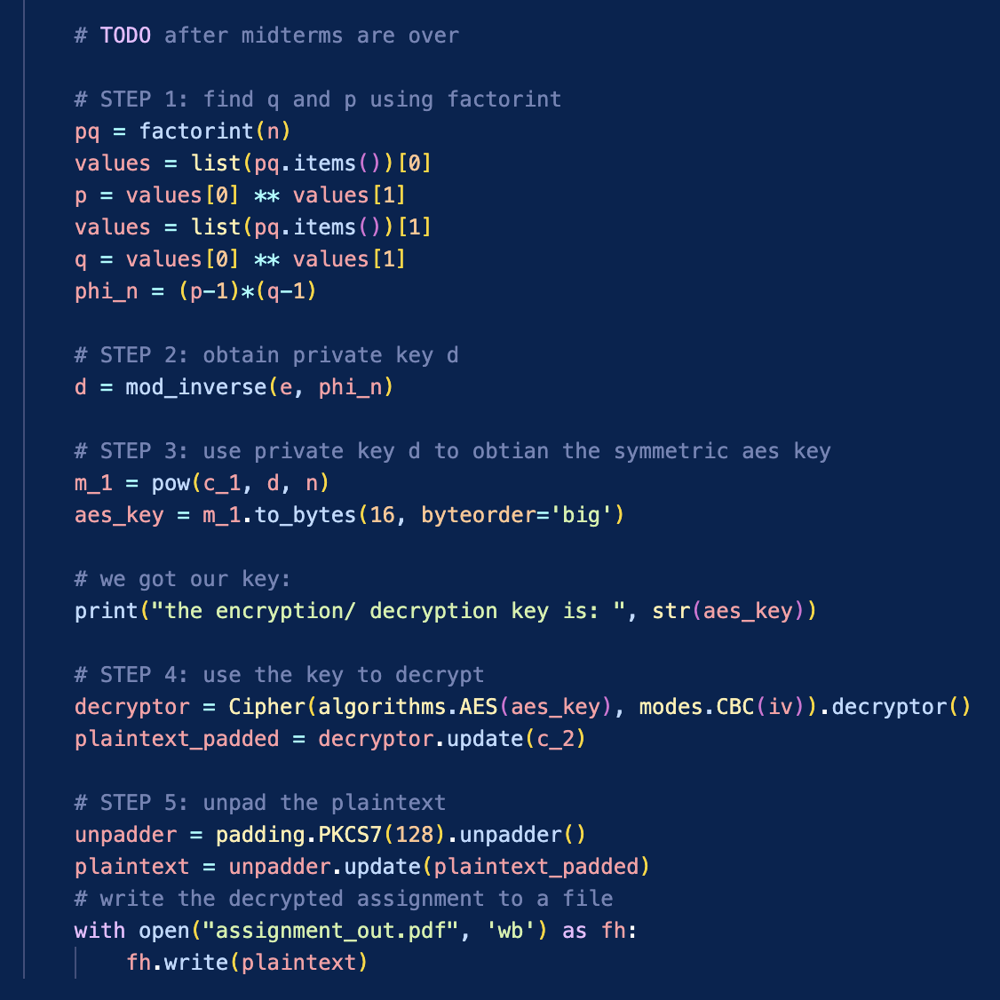 # TODO after midterms are over
# STEP 1: find q and p using factorint
pq = factorint(n)
values = list(pq.items())[0]
p = values[0] ** values[1]
values = list(pq.items())[1]
q = values[0] ** values[1]
phi_n = (p-1)*(q-1)
# STEP 2: obtain private key d
d = mod_inverse(e, phi_n)
# STEP 3: use private key d to obtian the symmetric aes key
m_1 = pow(c_1, d, n)
aes_key = m_1.to_bytes(16, byteorder='big')
# we got our key:
print("the encryption/ decryption key is: ", str(aes_key))
# STEP 4: use the key to decrypt
decryptor = Cipher(algorithms.AES(aes_key), modes.CBC(iv)).decryptor()
plaintext_padded = decryptor.update(c_2)
# STEP 5: unpad the plaintext
unpadder = padding.PKCS7(128).unpadder()
plaintext = unpadder.update(plaintext_padded)
# write the decrypted assignment to a file
with open("assignment_out.pdf", 'wb') as fh:
    fh.write(plaintext)